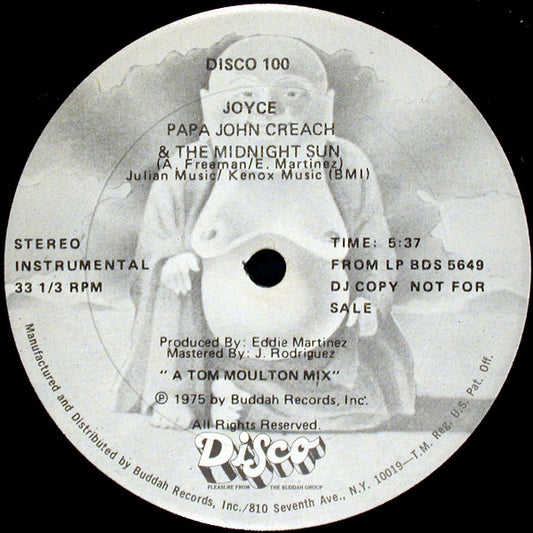 DISCO 100
JOYCE
PAPA JOHN CREACH
& THE MIDNIGHT SUN
(A. Freeman/E. Martinez)
Julian Music/ Kenox Music (BMI)
STEREO
INSTRUMENTAL
33 1/3 RPM
TIME: 5:37
FROM LP BDS 5649
DJ COPY NOT FOR
SALE
Produced By: Eddie Martinez
Mastered By: J. Rodriguez
"A TOM MOULTON MIX"
Ⓟ 1975 by Buddah Records, Inc.
All Rights Reserved.
Disco
PLEASURE FROM THE BUDDAH GROUP
Manufactured and Distributed by Buddah Records, Inc./810 Seventh Ave., N.Y. 10019—T.M. Reg. U.S. Pat. Off.